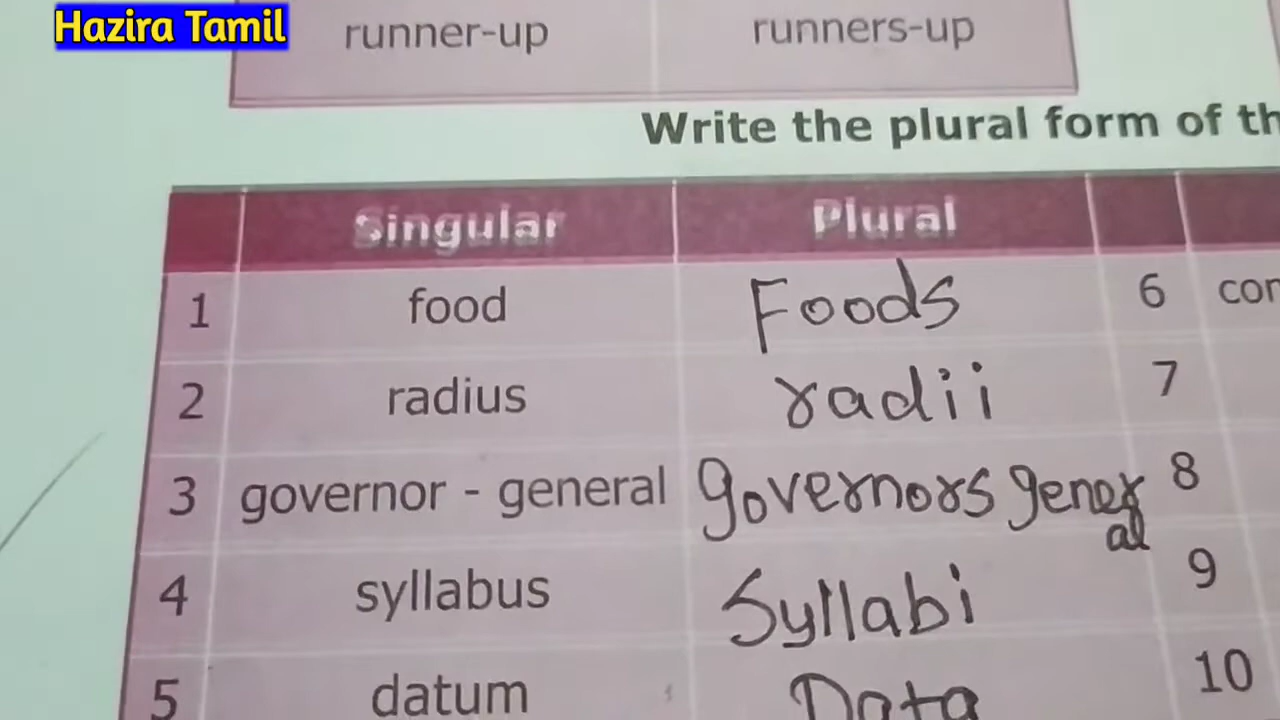 Hazira Tamil
runner-up runners-up
Write the plural form of th
Singular Plural
1 food Foods 6 con
2 radius radii 7
3 governor - general governors general 8
4 syllabus Syllabi 9
5 datum Data 10